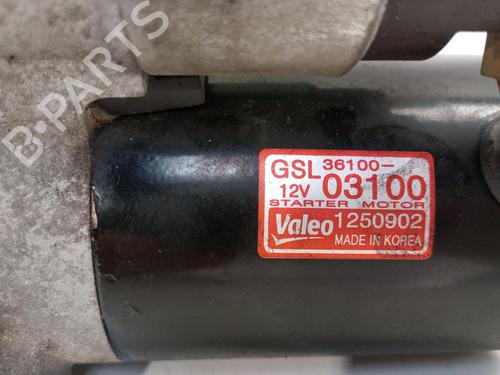 B-PARTS
GSL 36100-
12V 03100
STARTER MOTOR
Valeo 1250902
MADE IN KOREA